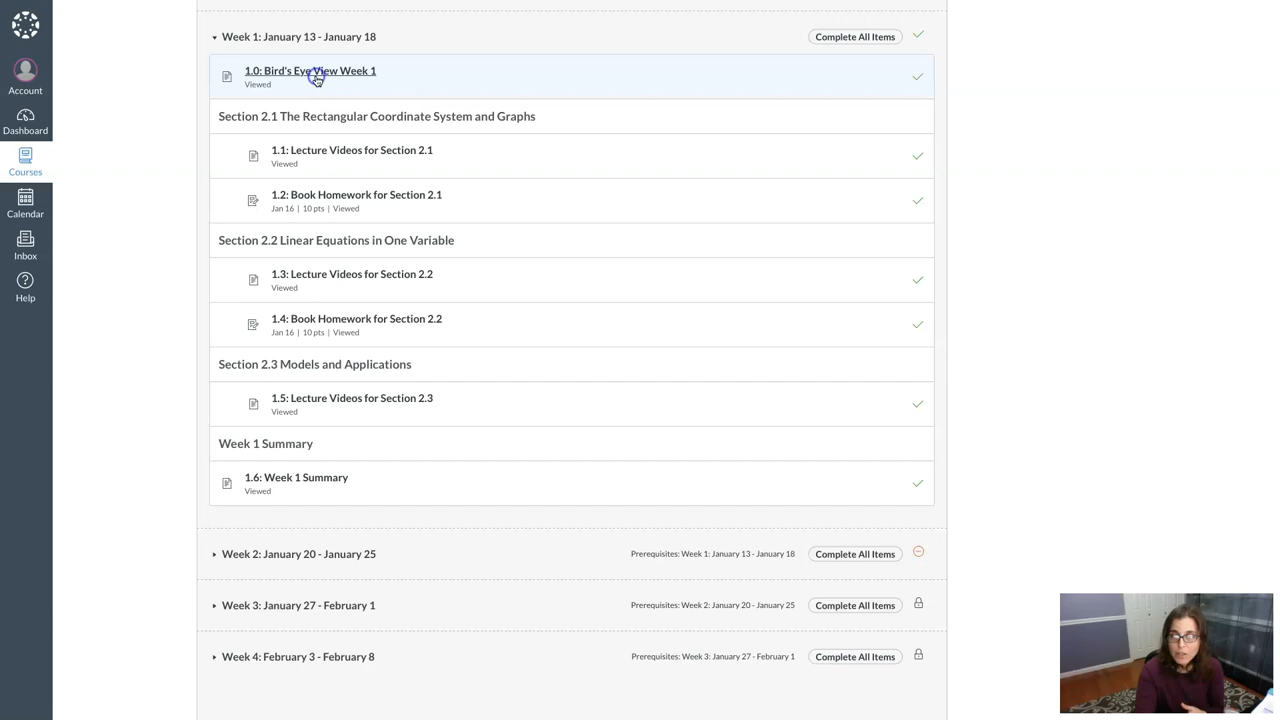 Account
Dashboard
Courses
Calendar
Inbox
Help
Week 1: January 13 - January 18
Complete All Items
1.0: Bird's Eye View Week 1
Viewed
Section 2.1 The Rectangular Coordinate System and Graphs
1.1: Lecture Videos for Section 2.1
Viewed
1.2: Book Homework for Section 2.1
Jan 16 | 10 pts | Viewed
Section 2.2 Linear Equations in One Variable
1.3: Lecture Videos for Section 2.2
Viewed
1.4: Book Homework for Section 2.2
Jan 16 | 10 pts | Viewed
Section 2.3 Models and Applications
1.5: Lecture Videos for Section 2.3
Viewed
Week 1 Summary
1.6: Week 1 Summary
Viewed
Week 2: January 20 - January 25
Prerequisites: Week 1: January 13 - January 18
Complete All Items
Week 3: January 27 - February 1
Prerequisites: Week 2: January 20 - January 25
Complete All Items
Week 4: February 3 - February 8
Prerequisites: Week 3: January 27 - February 1
Complete All Items